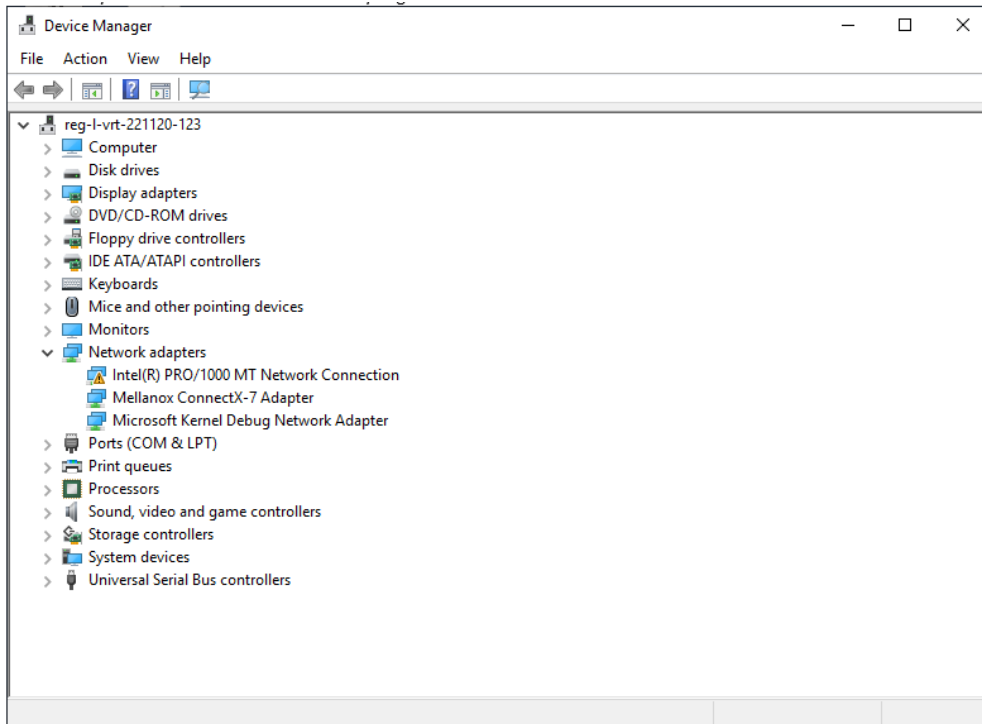 Device Manager
File Action View Help
reg-l-vrt-221120-123
Computer
Disk drives
Display adapters
DVD/CD-ROM drives
Floppy drive controllers
IDE ATA/ATAPI controllers
Keyboards
Mice and other pointing devices
Monitors
Network adapters
Intel(R) PRO/1000 MT Network Connection
Mellanox ConnectX-7 Adapter
Microsoft Kernel Debug Network Adapter
Ports (COM & LPT)
Print queues
Processors
Sound, video and game controllers
Storage controllers
System devices
Universal Serial Bus controllers